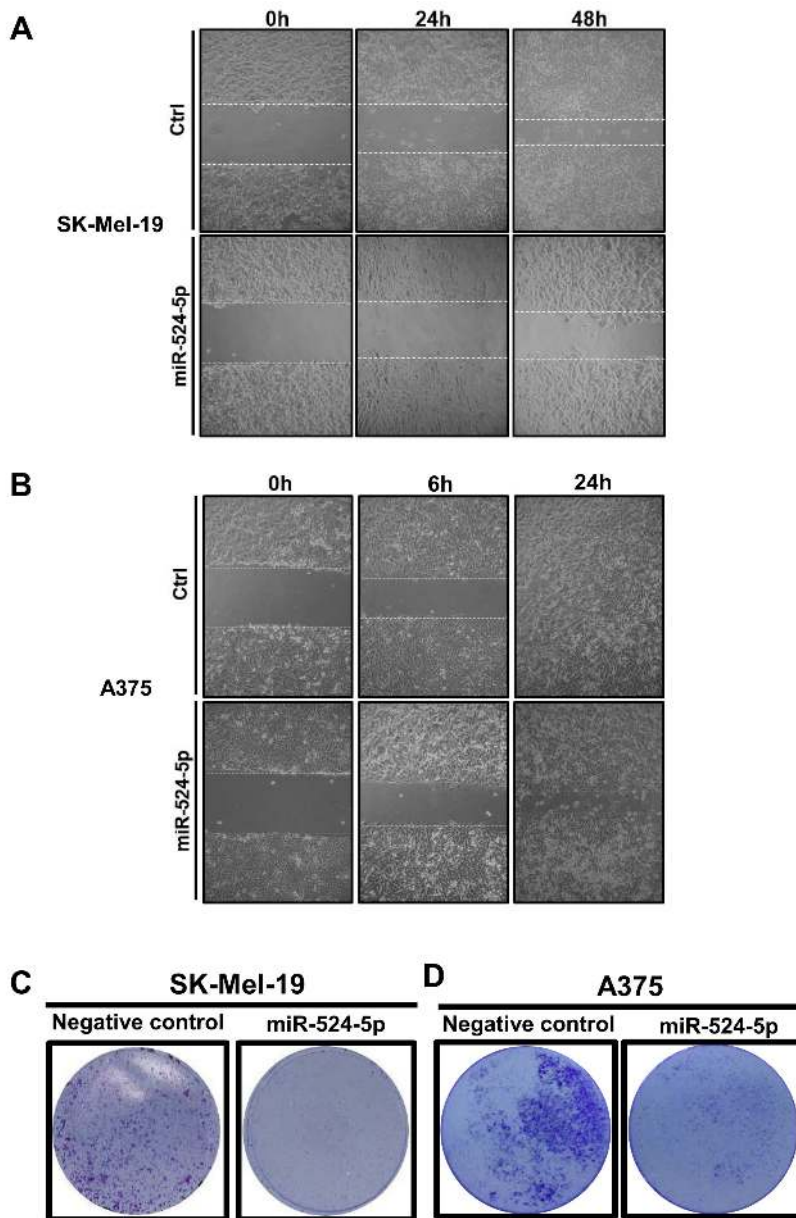 A
0h 24h 48h
Ctrl
SK-Mel-19
miR-524-5p
B
0h 6h 24h
Ctrl
A375
miR-524-5p
C SK-Mel-19
Negative control miR-524-5p
D A375
Negative control miR-524-5p